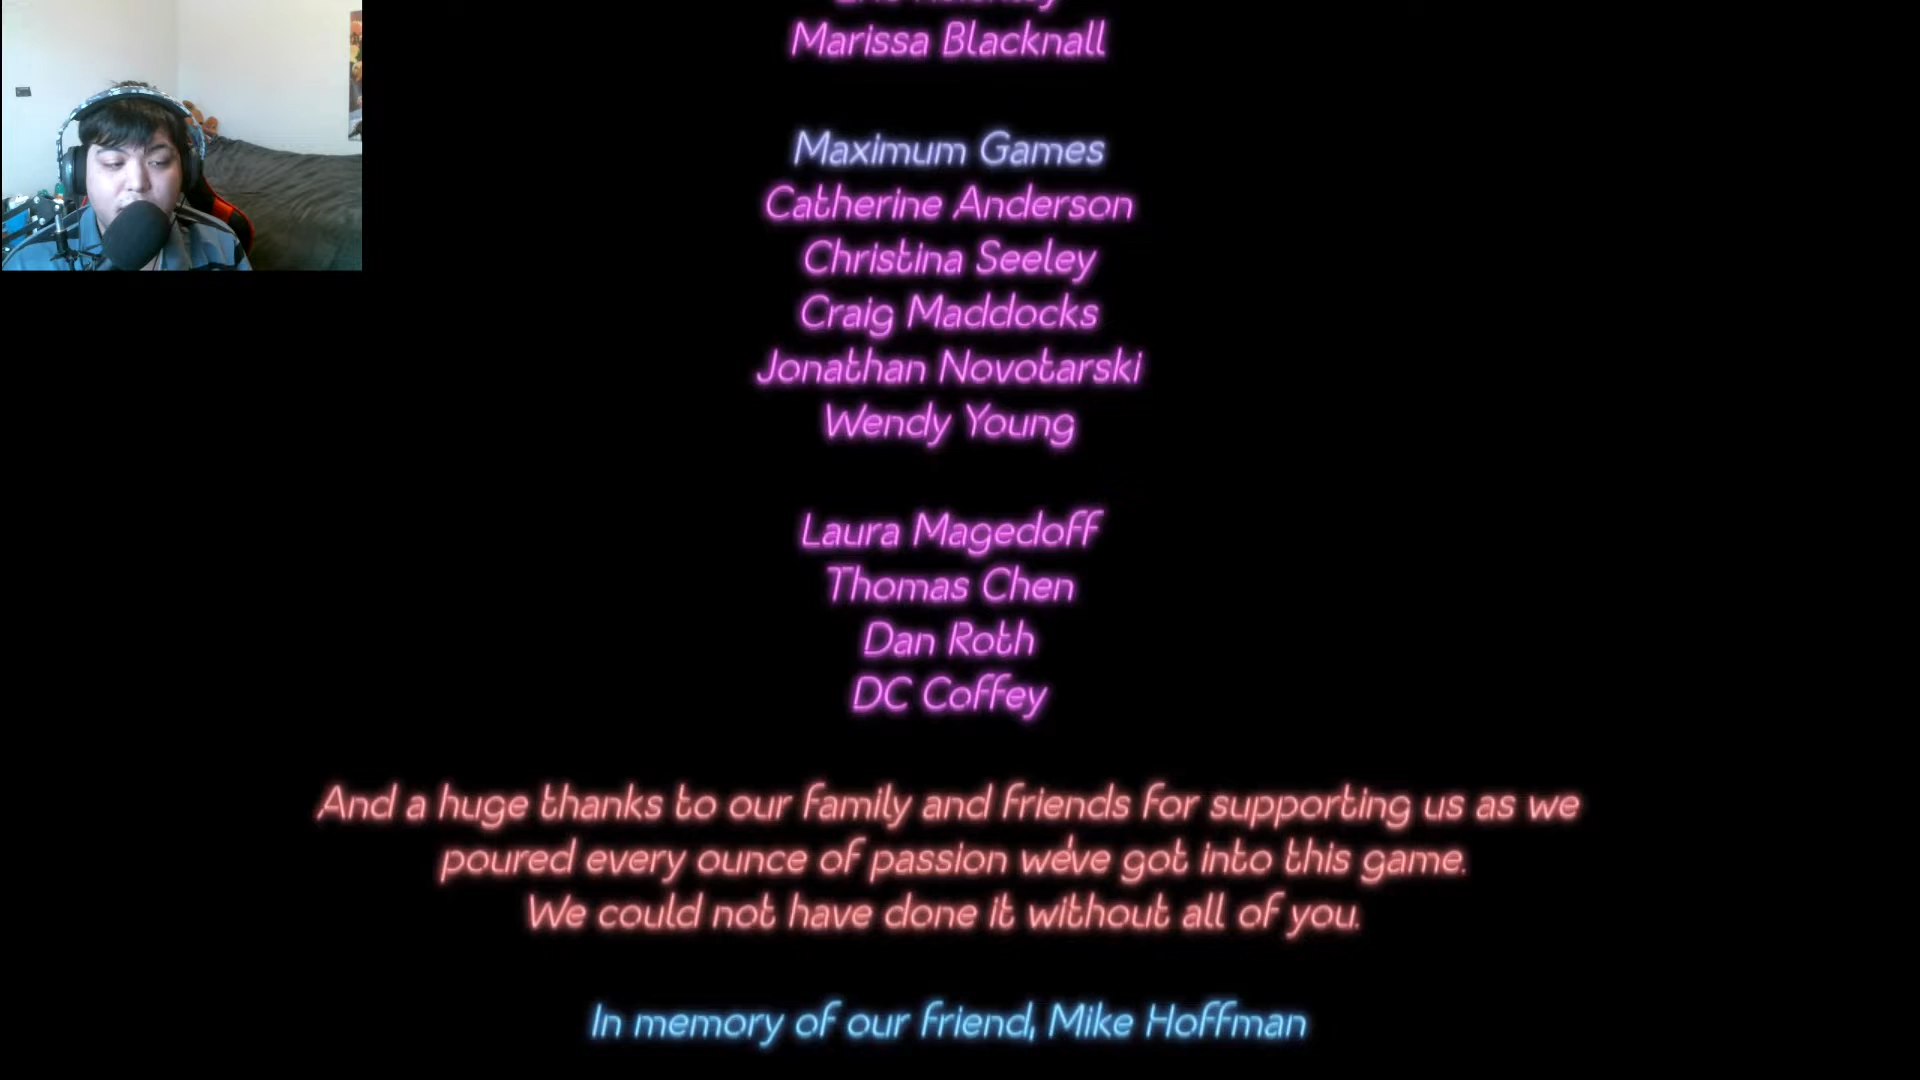 Marissa Blacknall
Maximum Games
Catherine Anderson
Christina Seeley
Craig Maddocks
Jonathan Novotarski
Wendy Young
Laura Magedoff
Thomas Chen
Dan Roth
DC Coffey
And a huge thanks to our family and friends for supporting us as we
poured every ounce of passion we've got into this game.
We could not have done it without all of you.
In memory of our friend, Mike Hoffman